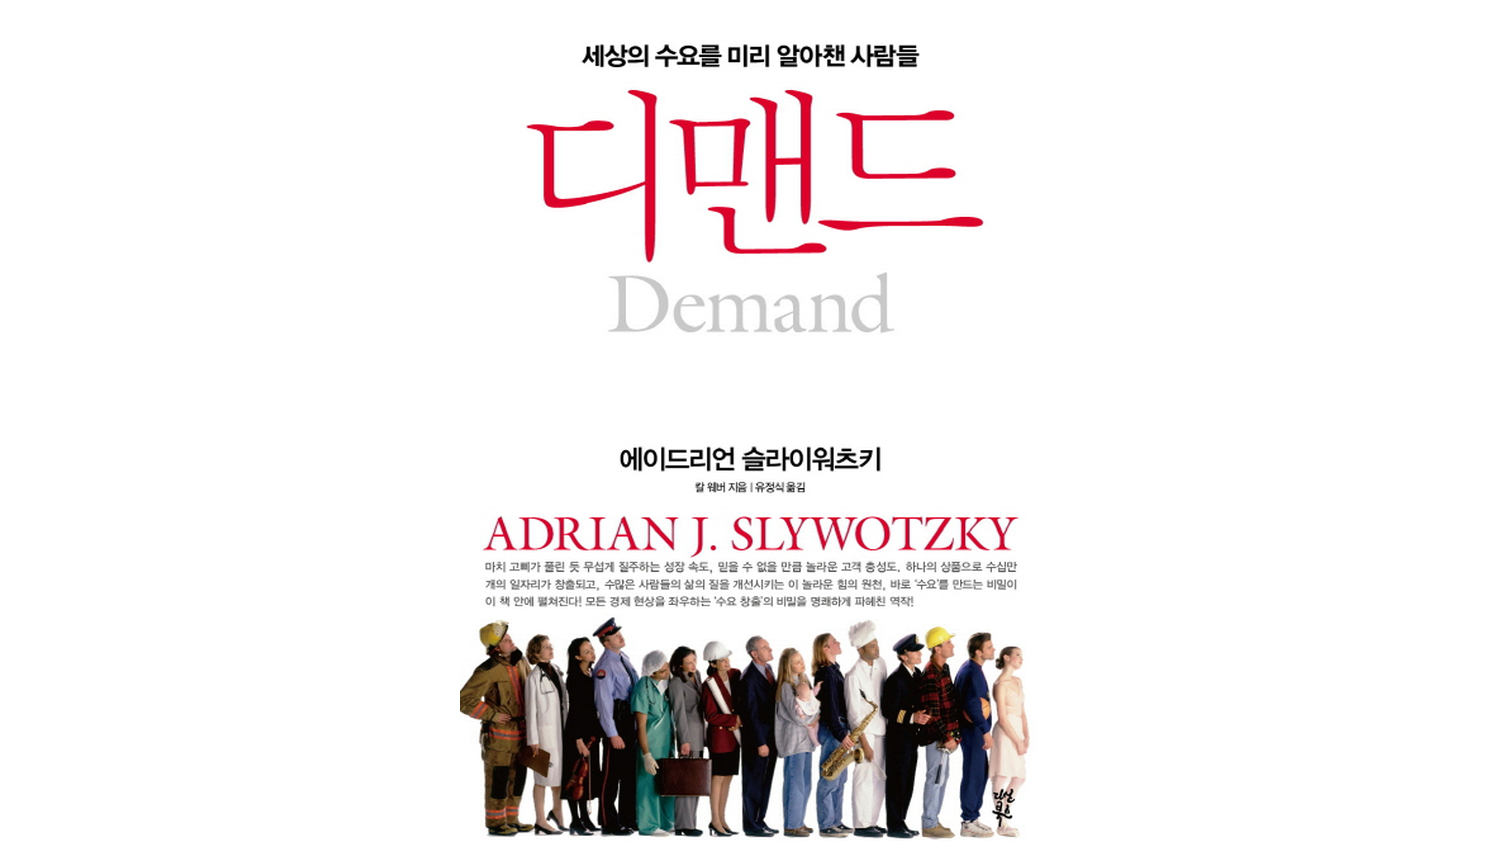 세상의 수요를 미리 알아챈 사람들
디맨드
Demand
에이드리언 슬라이워츠키
칼 웨버 지음 | 유정식 옮김
ADRIAN J. SLYWOTZKY
마치 고삐가 풀린 듯 무섭게 질주하는 성장 속도, 믿을 수 없을 만큼 놀라운 고객 충성도, 하나의 상품으로 수십만
개의 일자리가 창출되고, 수많은 사람들의 삶의 질을 개선시키는 이 놀라운 힘의 원천, 바로 '수요'를 만드는 비밀이
이 책 안에 펼쳐진다! 모든 경제 현상을 좌우하는 '수요 창출'의 비밀을 명쾌하게 파헤친 역작!
다산
북스